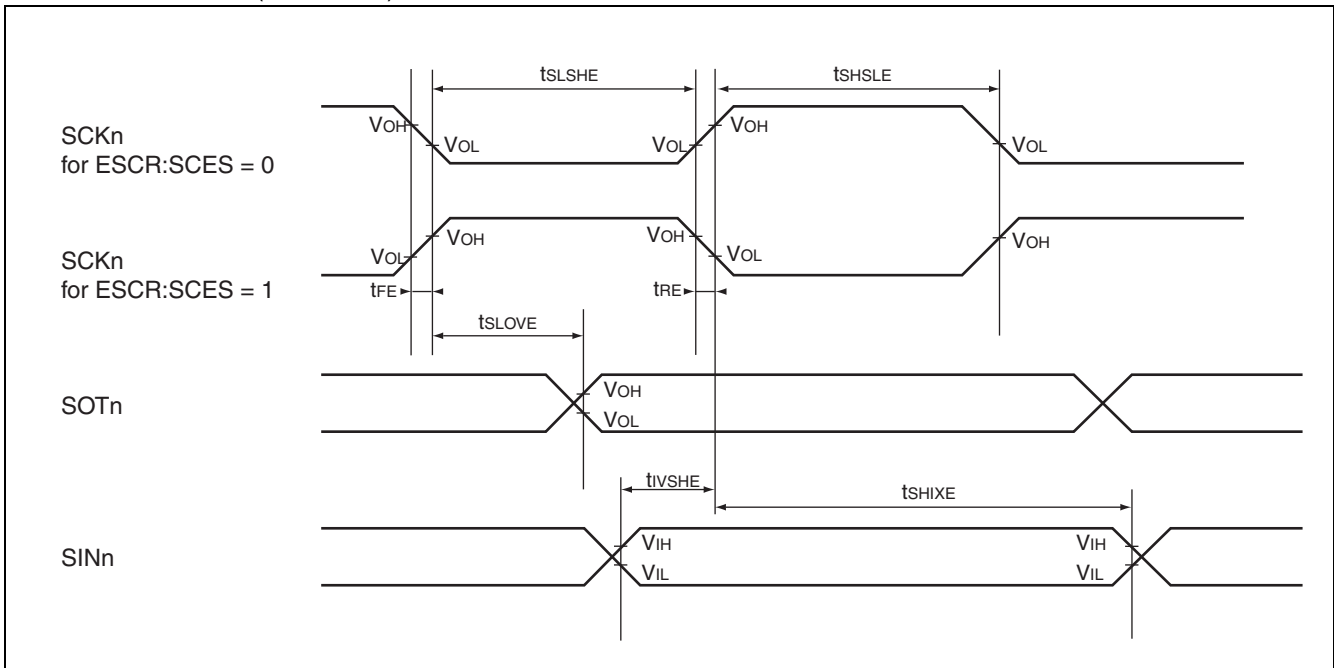 tSLSHE
tSHSLE
SCKn
for ESCR:SCES = 0
VOH
VOL
VOL
VOH
VOL
SCKn
for ESCR:SCES = 1
VOL
VOH
VOH
VOL
VOH
tFE
tRE
tSLOVE
SOTn
VOH
VOL
tIVSHE
tSHIXE
SINn
VIH
VIL
VIH
VIL